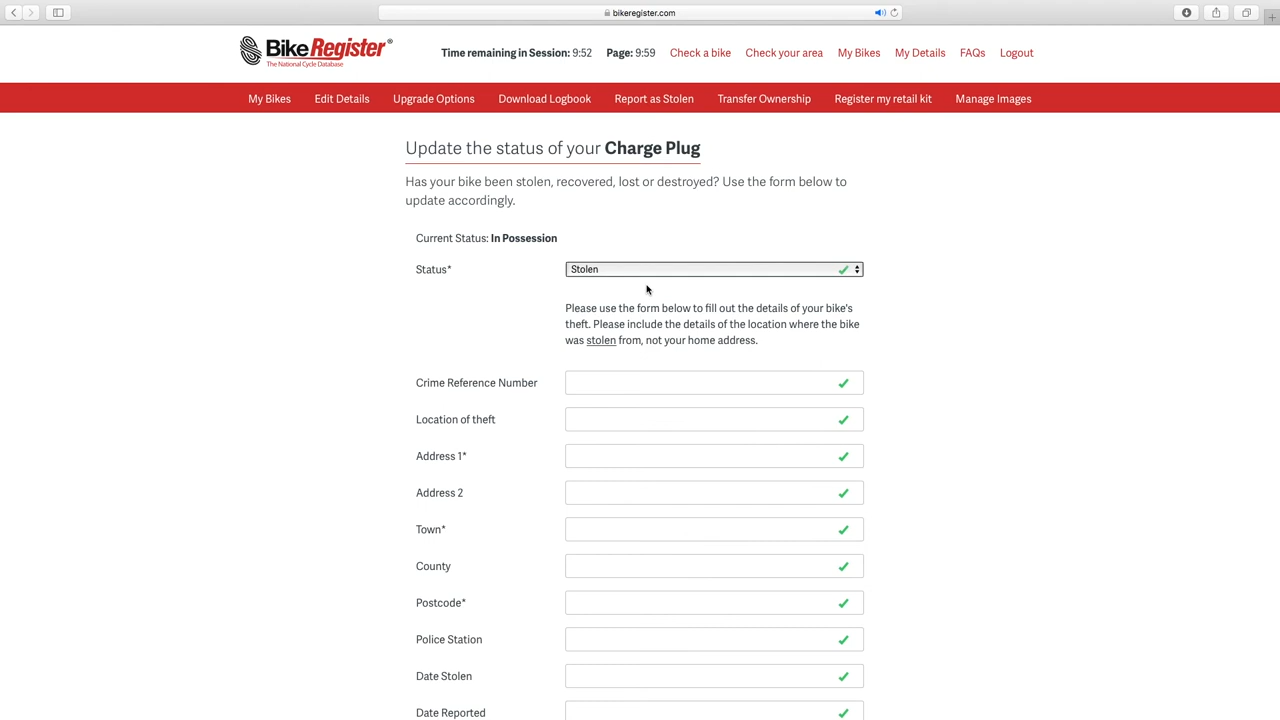 bikeregister.com
BikeRegister®
The National Cycle Database
Time remaining in Session: 9:52 Page: 9:59 Check a bike Check your area My Bikes My Details FAQs Logout
My Bikes Edit Details Upgrade Options Download Logbook Report as Stolen Transfer Ownership Register my retail kit Manage Images
Update the status of your Charge Plug
Has your bike been stolen, recovered, lost or destroyed? Use the form below to
update accordingly.
Current Status: In Possession
Status* Stolen
Please use the form below to fill out the details of your bike's
theft. Please include the details of the location where the bike
was stolen from, not your home address.
Crime Reference Number
Location of theft
Address 1*
Address 2
Town*
County
Postcode*
Police Station
Date Stolen
Date Reported